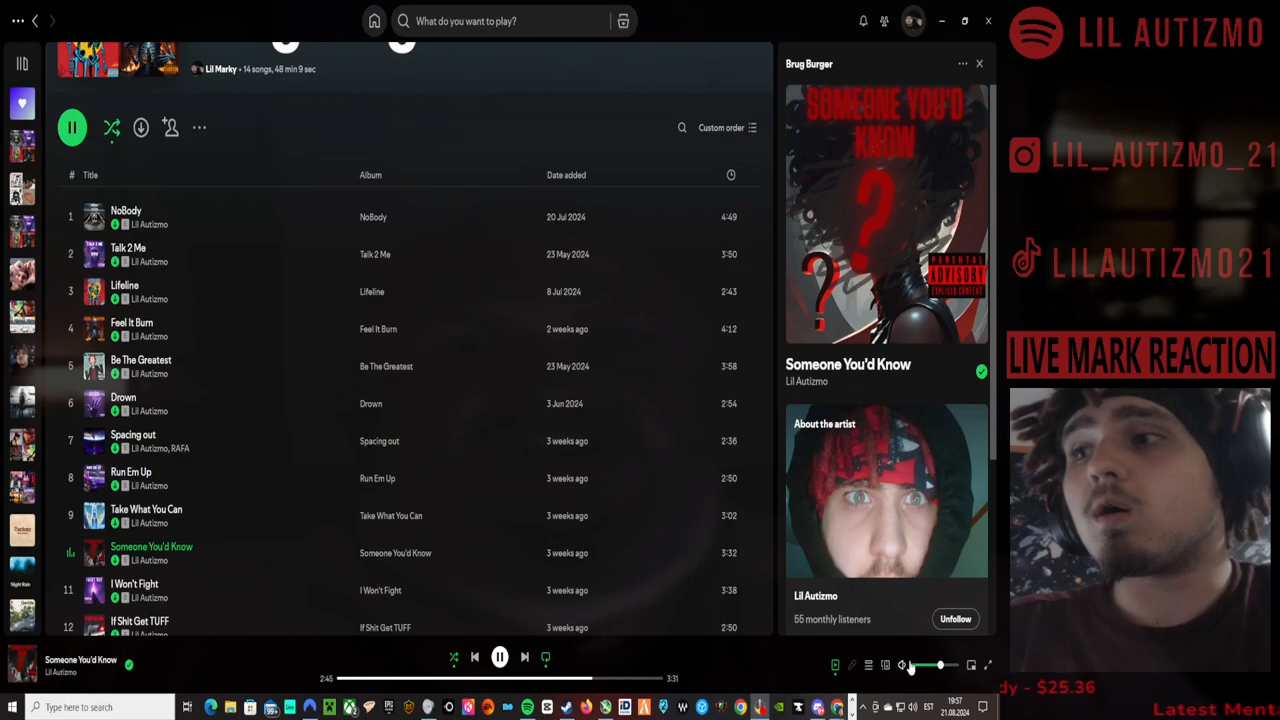 What do you want to play?
LIL AUTIZMO
Lil Marky • 14 songs, 48 min 9 sec
Brug Burger
SOMEONE YOU'D
KNOW
?
?
PARENTAL
ADVISORY
EXPLICIT CONTENT
Custom order
LIL_AUTIZMO_21
# Title Album Date added
1 NoBody NoBody 20 Jul 2024 4:49
E Lil Autizmo
2 Talk 2 Me Talk 2 Me 23 May 2024 3:50
E Lil Autizmo
LILAUTIZMO21
3 Lifeline Lifeline 8 Jul 2024 2:43
E Lil Autizmo
4 Feel It Burn Feel It Burn 2 weeks ago 4:12
E Lil Autizmo
LIVE MARK REACTION
5 Be The Greatest Be The Greatest 23 May 2024 3:58
E Lil Autizmo
Someone You'd Know
Lil Autizmo
6 Drown Drown 3 Jun 2024 2:54
E Lil Autizmo
About the artist
7 Spacing out Spacing out 3 weeks ago 2:36
E Lil Autizmo, RAFA
8 Run Em Up Run Em Up 3 weeks ago 2:50
E Lil Autizmo
9 Take What You Can Take What You Can 3 weeks ago 3:02
E Lil Autizmo
Someone You'd Know Someone You'd Know 3 weeks ago 3:32
E Lil Autizmo
11 I Won't Fight I Won't Fight 3 weeks ago 3:38
E Lil Autizmo
Night Rain
Lil Autizmo
55 monthly listeners
Unfollow
12 If Shit Get TUFF If Shit Get TUFF 3 weeks ago 2:50
E Lil Autizmo
Someone You'd Know
Lil Autizmo
2:45 3:31
dy - $25.36
Latest Ment
Type here to search
99+
Live
EST
19:57
21.08.2024